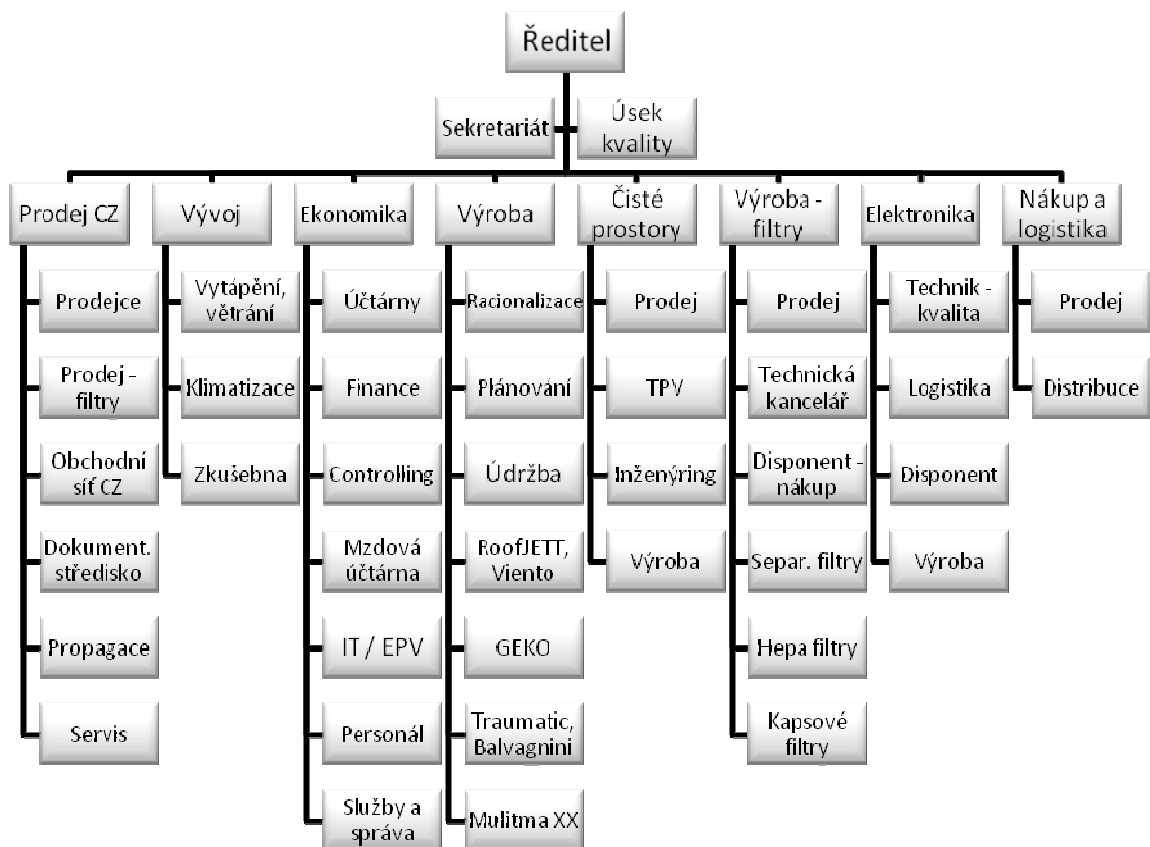 Ředitel
Sekretariát
Úsek
kvality
Prodej CZ
Vývoj
Ekonomika
Výroba
Čisté
prostory
Výroba -
filtry
Elektronika
Nákup a
logistika
Prodejce
Prodej –
filtry
Obchodní
síť CZ
Dokument.
středisko
Propagace
Servis
Vytápění,
větrání
Klimatizace
Zkušebna
Účtárny
Finance
Controlling
Mzdová
účtárna
IT / EPV
Personál
Služby a
správa
Racionalizace
Plánování
Údržba
RoofJETT,
Viento
GEKO
Traumatic,
Balvagnini
Mulitma XX
Prodej
TPV
Inženýring
Výroba
Prodej
Technická
kancelář
Disponent -
nákup
Separ. filtry
Hepa filtry
Kapsové
filtry
Technik -
kvalita
Logistika
Disponent
Výroba
Prodej
Distribuce